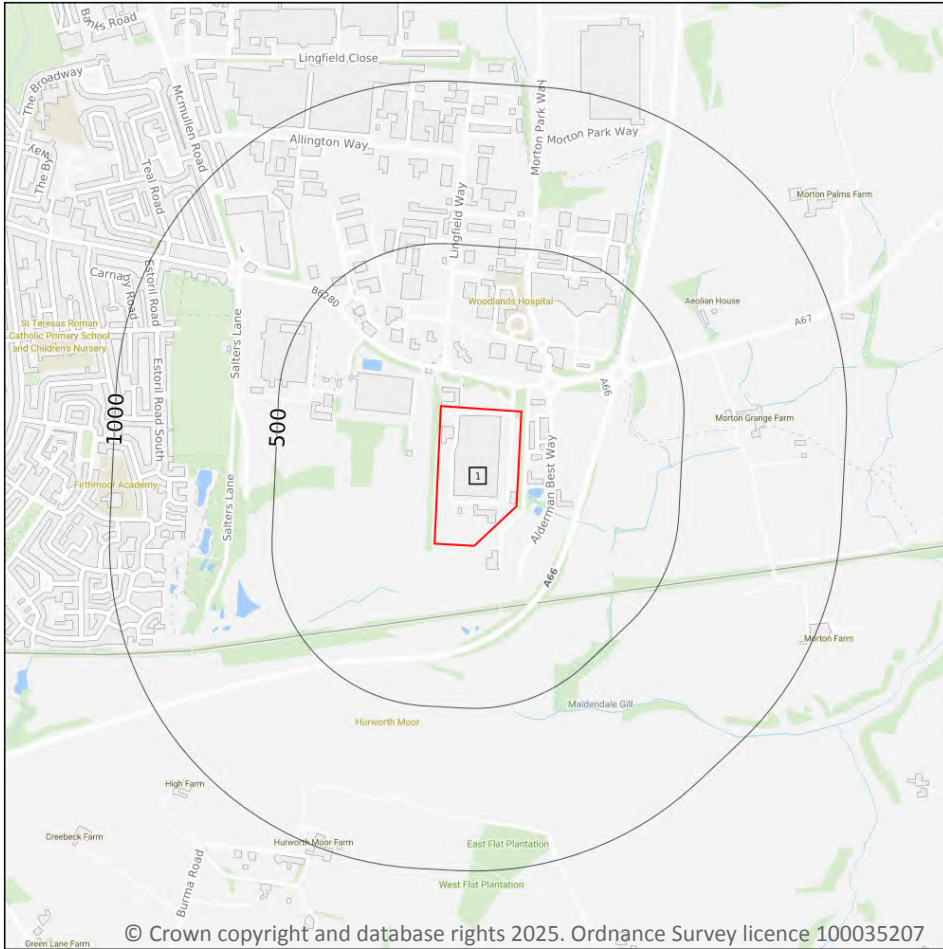 Banks Road
Lingfield Close
The Broadway
Mcmullen Road
Morton Park Way
Morton Park Way
Allington Way
way
The By
Teal Road
Lingfield Way
Morton Palms Farm
Carnaby Road
Estoril Road
B6280
Woodlands Hospital
Aeolian House
A67
St Teresas Roman
Catholic Primary School
and Children's Nursery
Salters Lane
Estoril Road South
A66
1000
500
Morton Grange Farm
1
Alderman Best Way
Firthmoor Academy
Salters Lane
A66
Morton Farm
Maidendale Gill
Hurworth Moor
High Farm
Creebeck Farm
Hurworth Moor Farm
East Flat Plantation
Burma Road
West Flat Plantation
Green Lane Farm
© Crown copyright and database rights 2025. Ordnance Survey licence 100035207